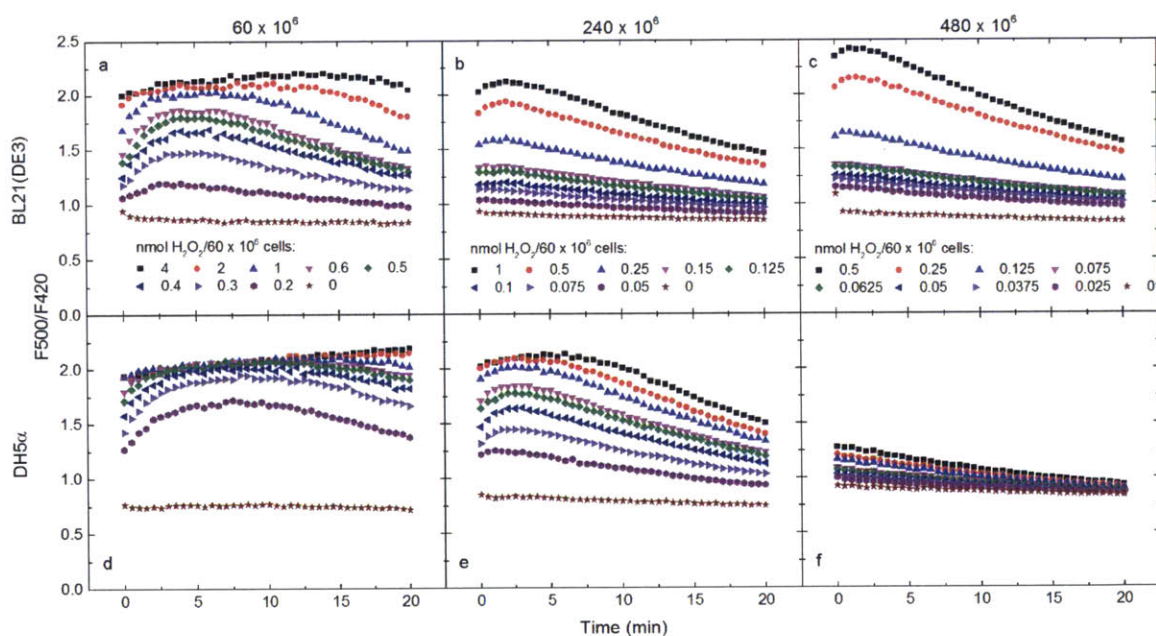 60 x 10⁶ 240 x 10⁶ 480 x 10⁶
2.5
a b c
2.0
1.5
1.0
nmol H₂O₂/60 x 10⁶ cells: nmol H₂O₂/60 x 10⁶ cells: nmol H₂O₂/60 x 10⁶ cells:
0.5
4 2 1 0.6 0.5 1 0.5 0.25 0.15 0.125 0.5 0.25 0.125 0.075
0.4 0.3 0.2 0 0.1 0.075 0.05 0 0.0625 0.05 0.0375 0.025
0.0
BL21(DE3)
F500/F420
DH5α
2.0
1.5
1.0
0.5
d e f
0.0
0 5 10 15 20 0 5 10 15 20 0 5 10 15 20
Time (min)